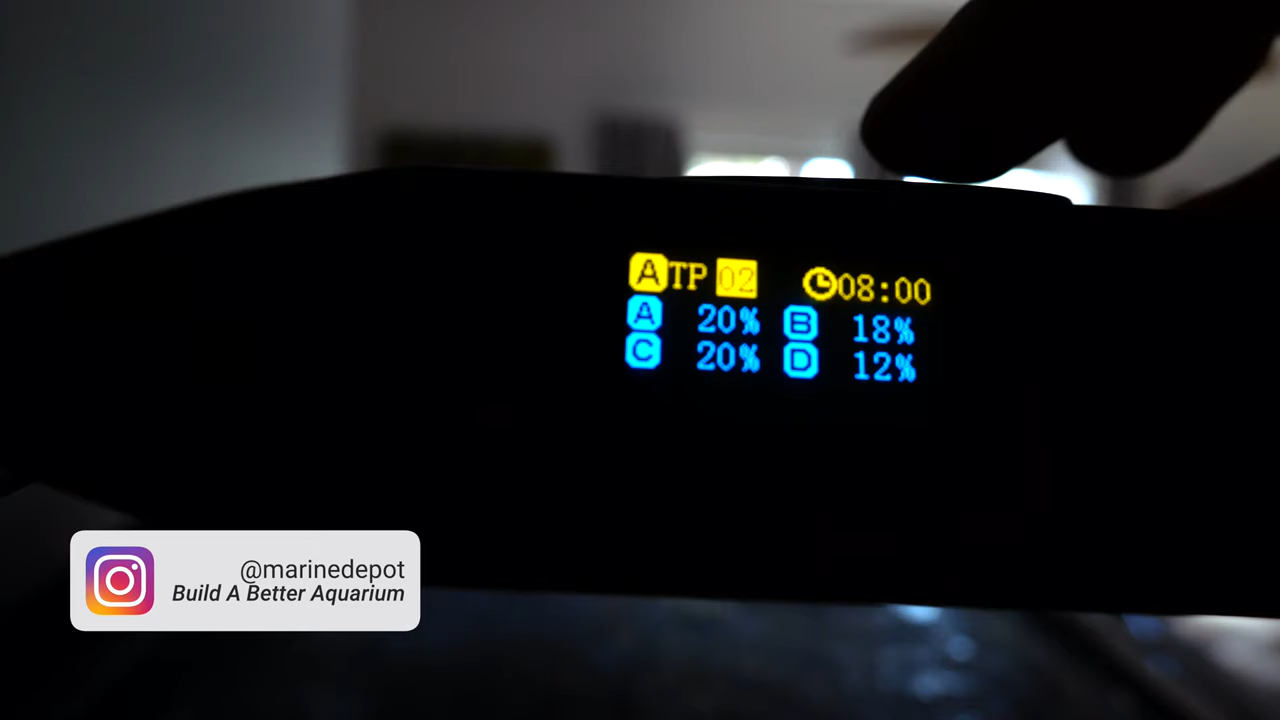 A TP 02 08:00
A 20% B 18%
C 20% D 12%
@marinedepot
Build A Better Aquarium